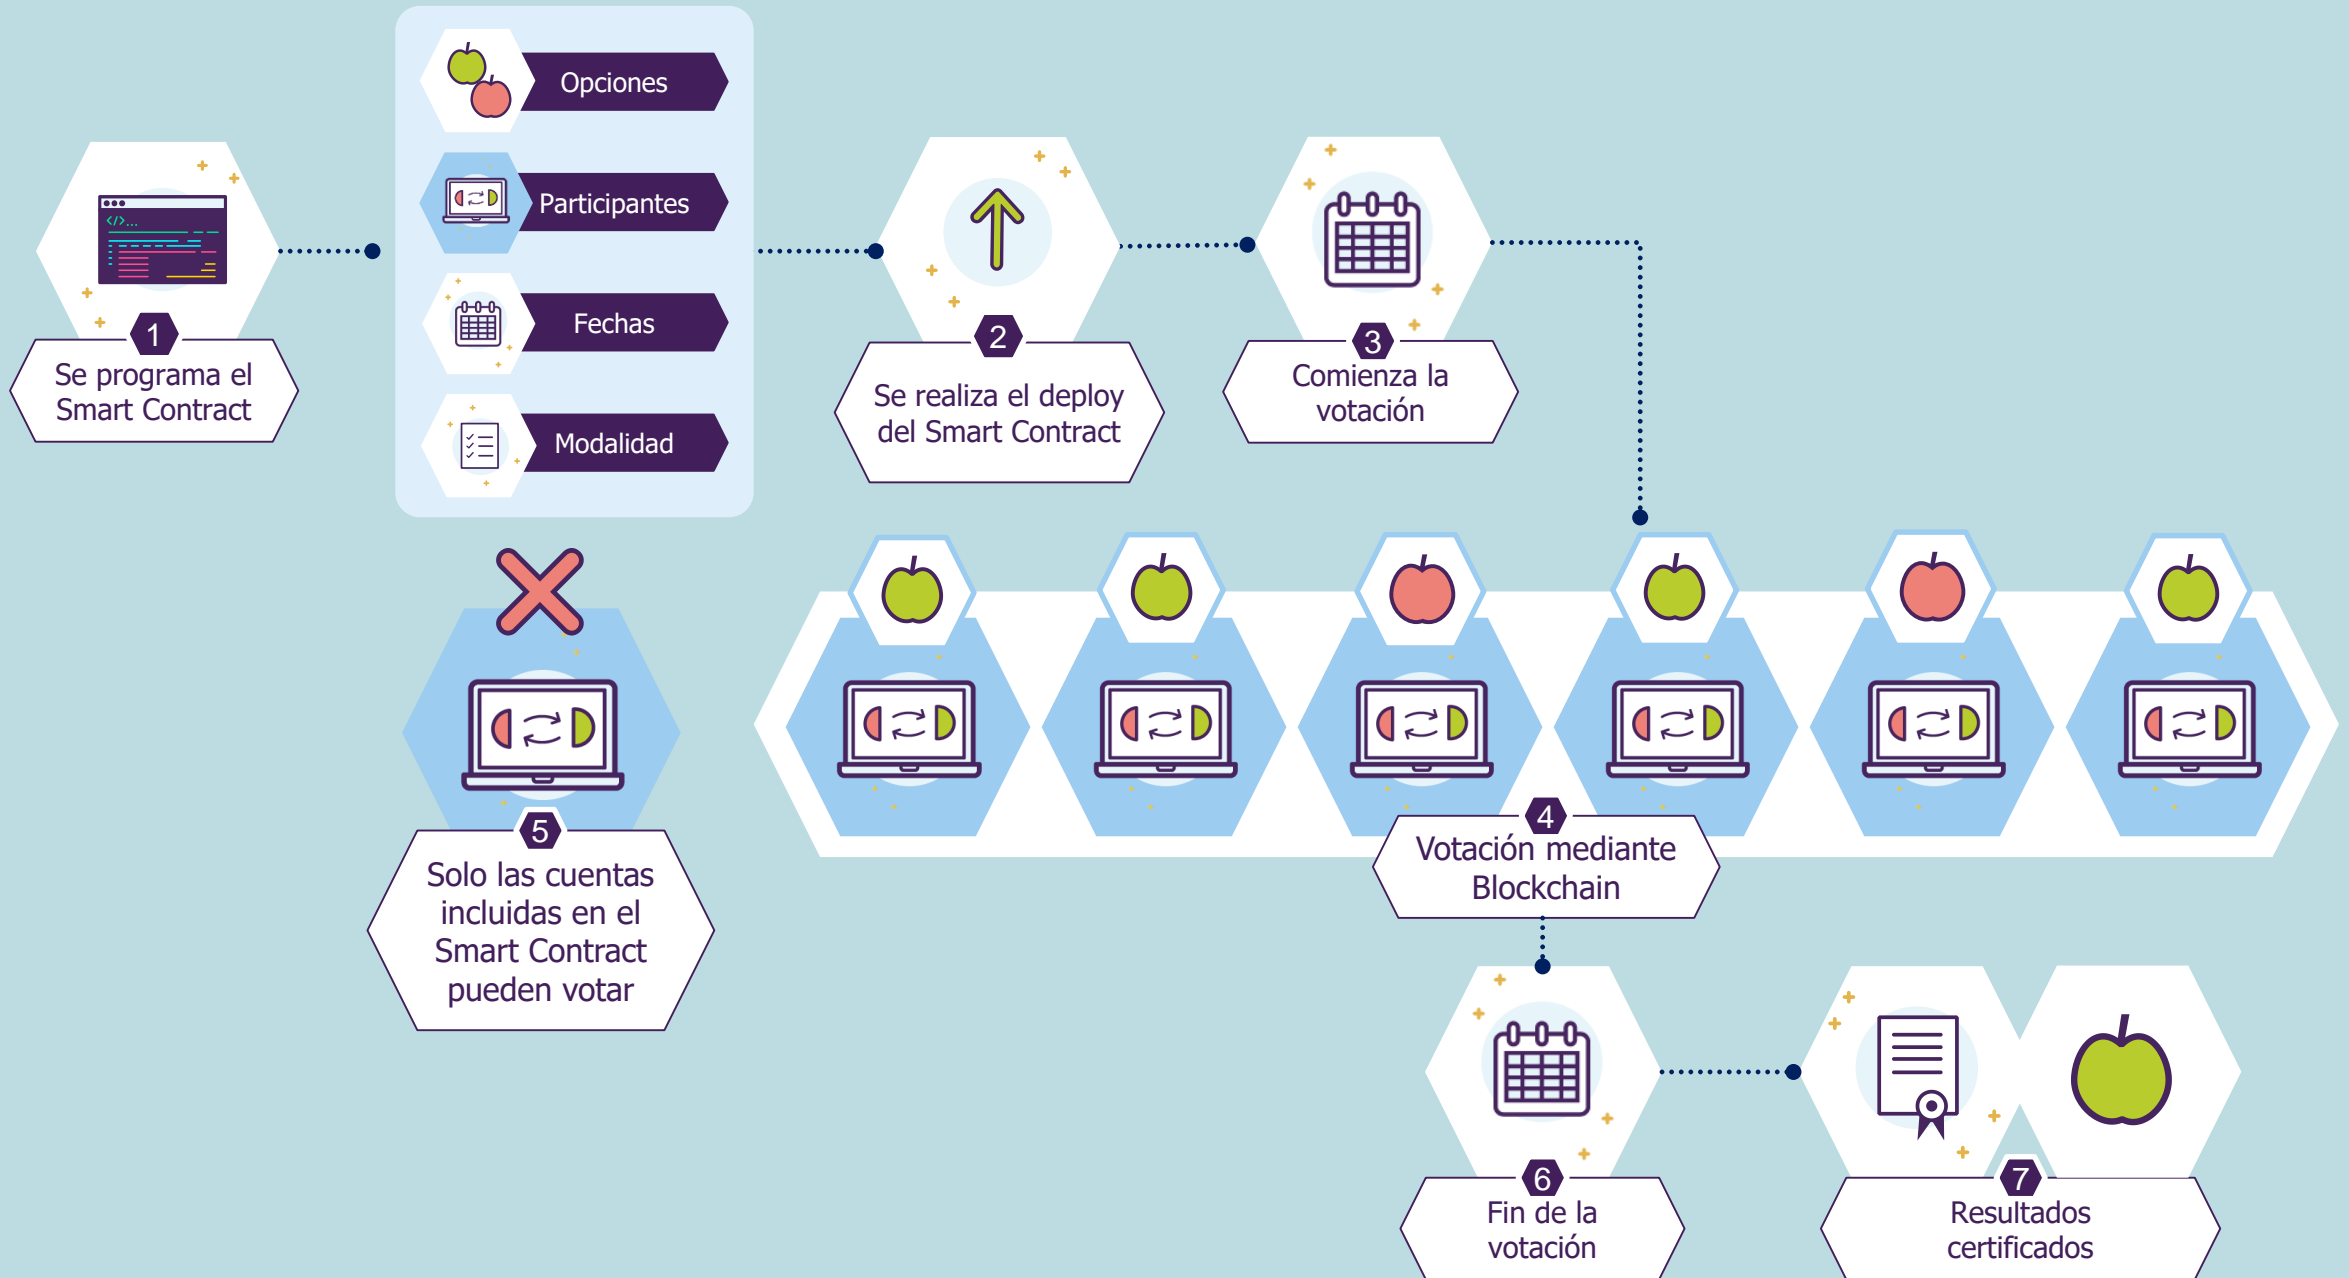 Opciones
Participantes
Fechas
Modalidad
</>...
1
Se programa el
Smart Contract
2
Se realiza el deploy
del Smart Contract
3
Comienza la
votación
4
Votación mediante
Blockchain
5
Solo las cuentas
incluidas en el
Smart Contract
pueden votar
6
Fin de la
votación
7
Resultados
certificados